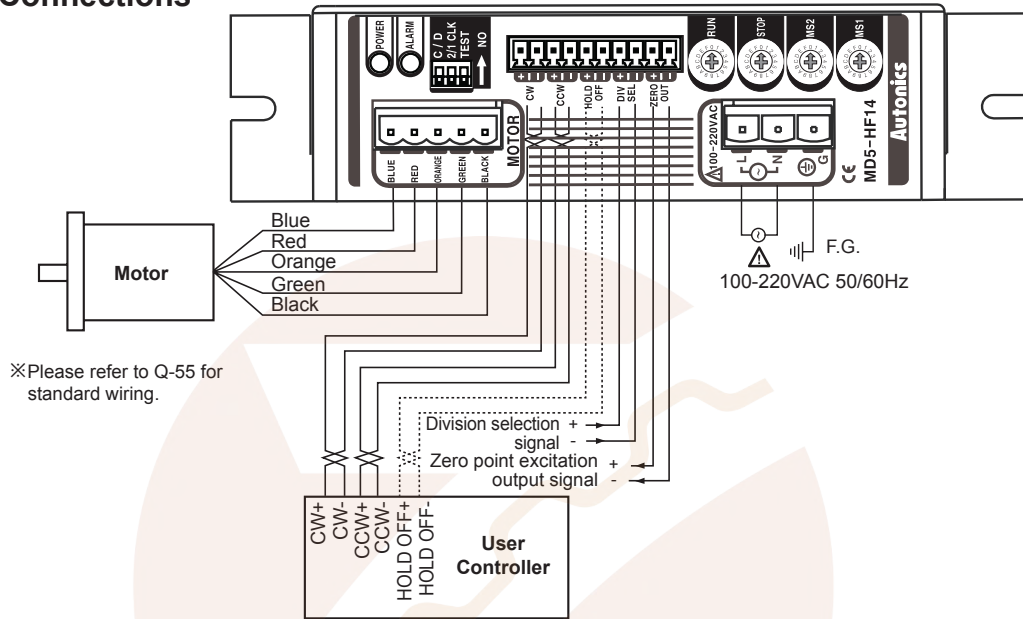 Connections
POWER
ALARM
C / D
2/1 CLK
TEST
NO
RUN
STOP
MS2
MS1
+ - + - + - + - + -
CW
CCW
HOLD
OFF
DIV
SEL
ZERO
OUT
MOTOR
BLUE
RED
ORANGE
GREEN
BLACK
⚠100-220VAC
L
N
G
CE
MD5-HF14
Autonics
Blue
Red
Orange
Green
Black
Motor
F.G.
100-220VAC 50/60Hz
※Please refer to Q-55 for
standard wiring.
Division selection +
signal -
Zero point excitation +
output signal -
CW+
CW-
CCW+
CCW-
HOLD OFF+
HOLD OFF-
User
Controller